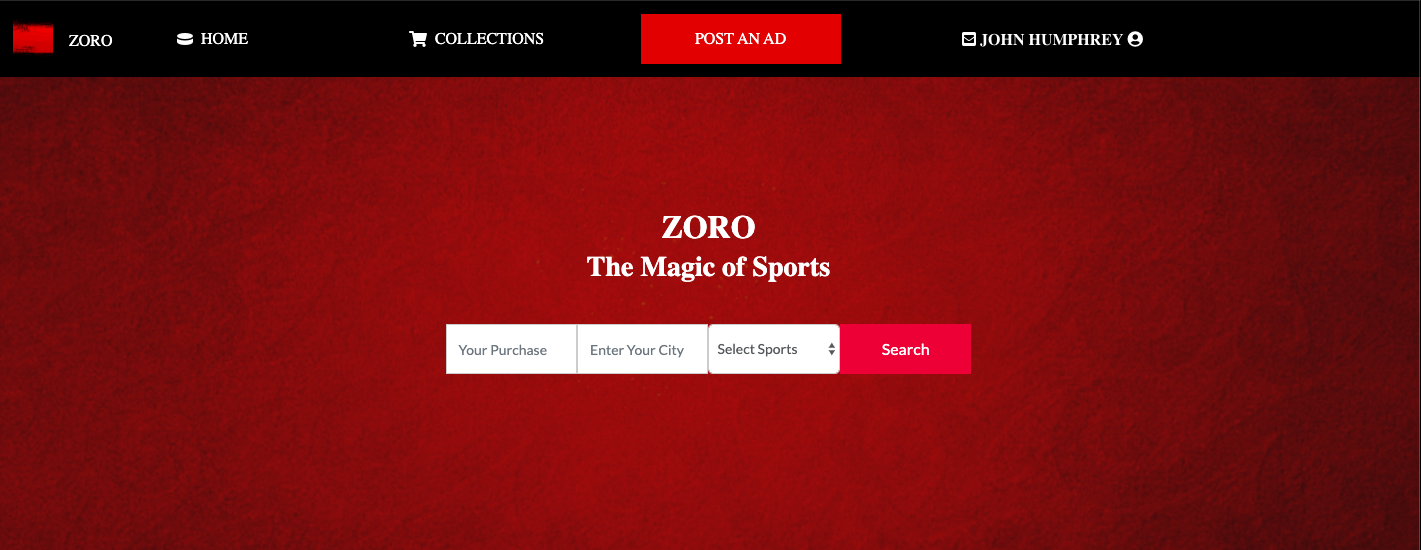 ZORO HOME COLLECTIONS POST AN AD JOHN HUMPHREY
ZORO
The Magic of Sports
Your Purchase Enter Your City Select Sports Search